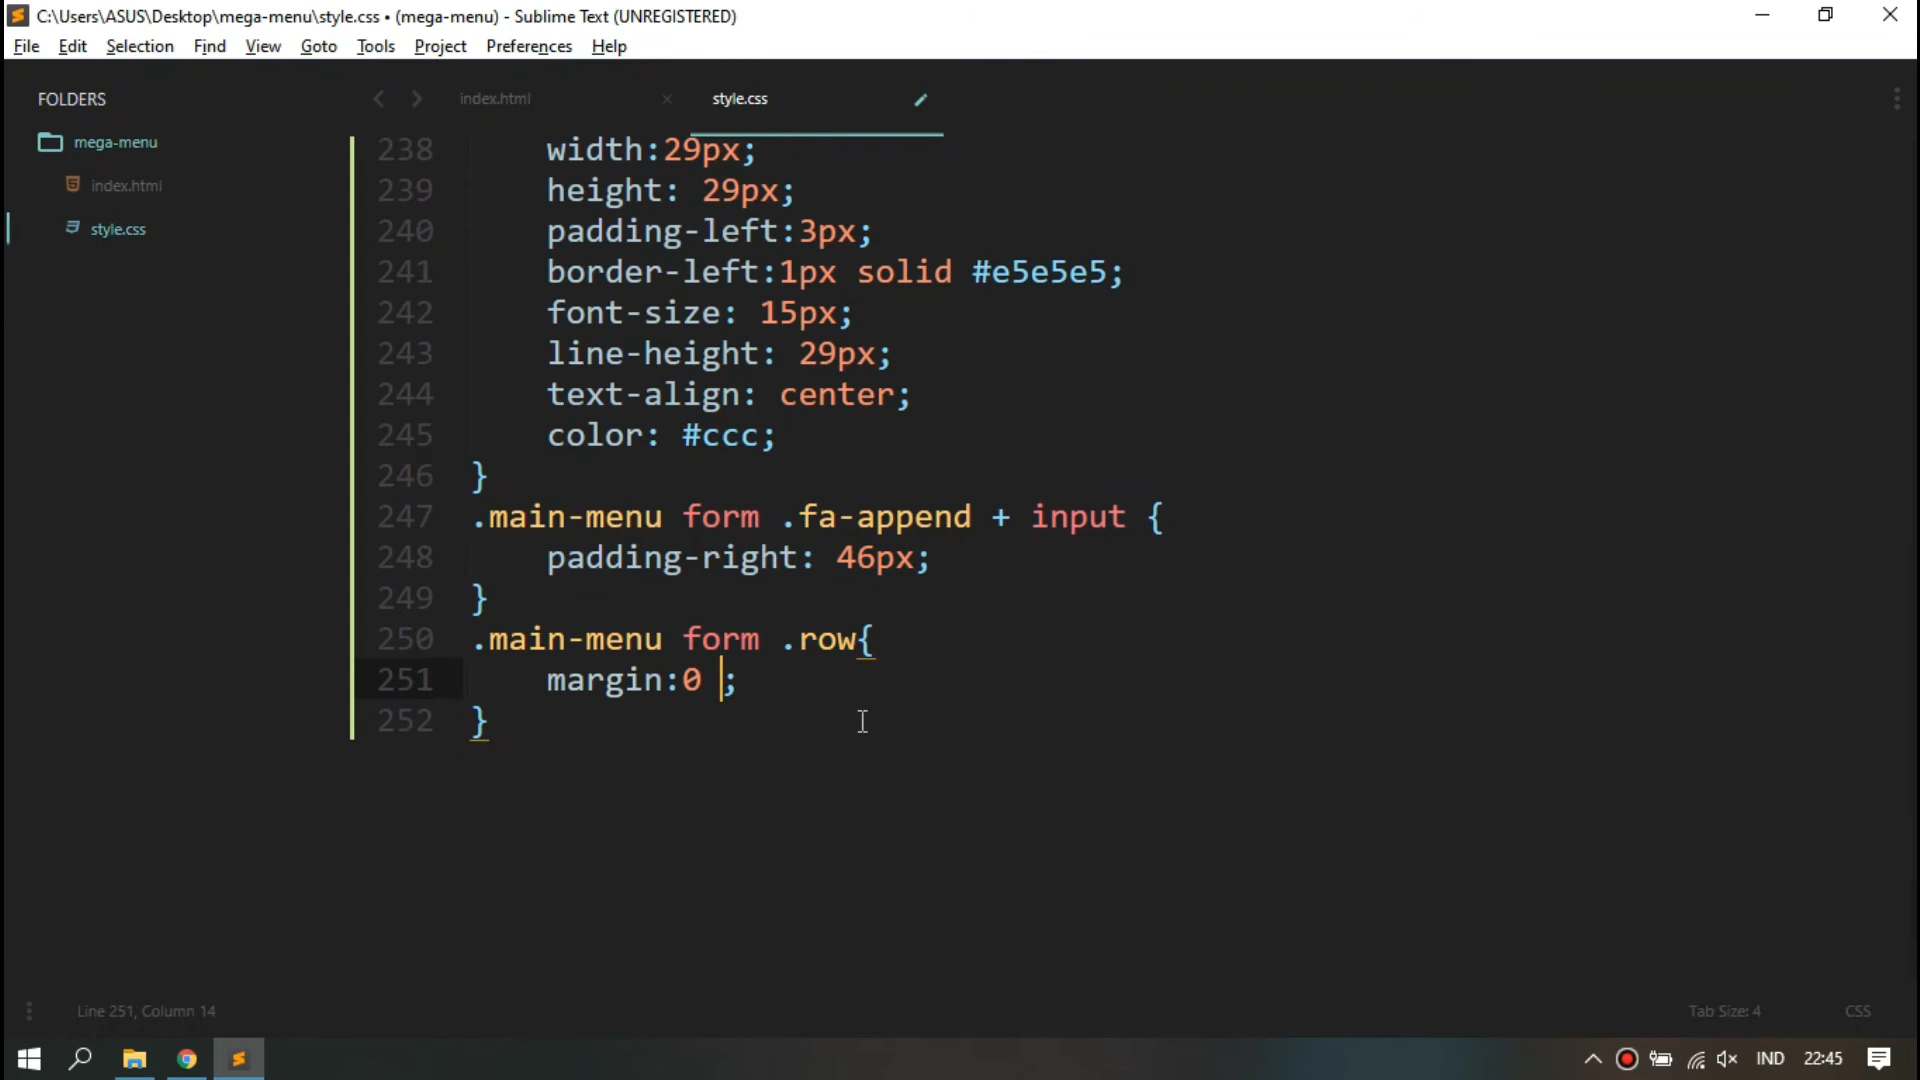 C:\Users\ASUS\Desktop\mega-menu\style.css • (mega-menu) - Sublime Text (UNREGISTERED)
File Edit Selection Find View Goto Tools Project Preferences Help
FOLDERS
mega-menu
index.html
style.css
index.html
style.css
238 width:29px;
239 height: 29px;
240 padding-left:3px;
241 border-left:1px solid #e5e5e5;
242 font-size: 15px;
243 line-height: 29px;
244 text-align: center;
245 color: #ccc;
246 }
247 .main-menu form .fa-append + input {
248 padding-right: 46px;
249 }
250 .main-menu form .row{
251 margin:0 ;
252 }
Line 251, Column 14
Tab Size: 4
CSS
IND
22:45